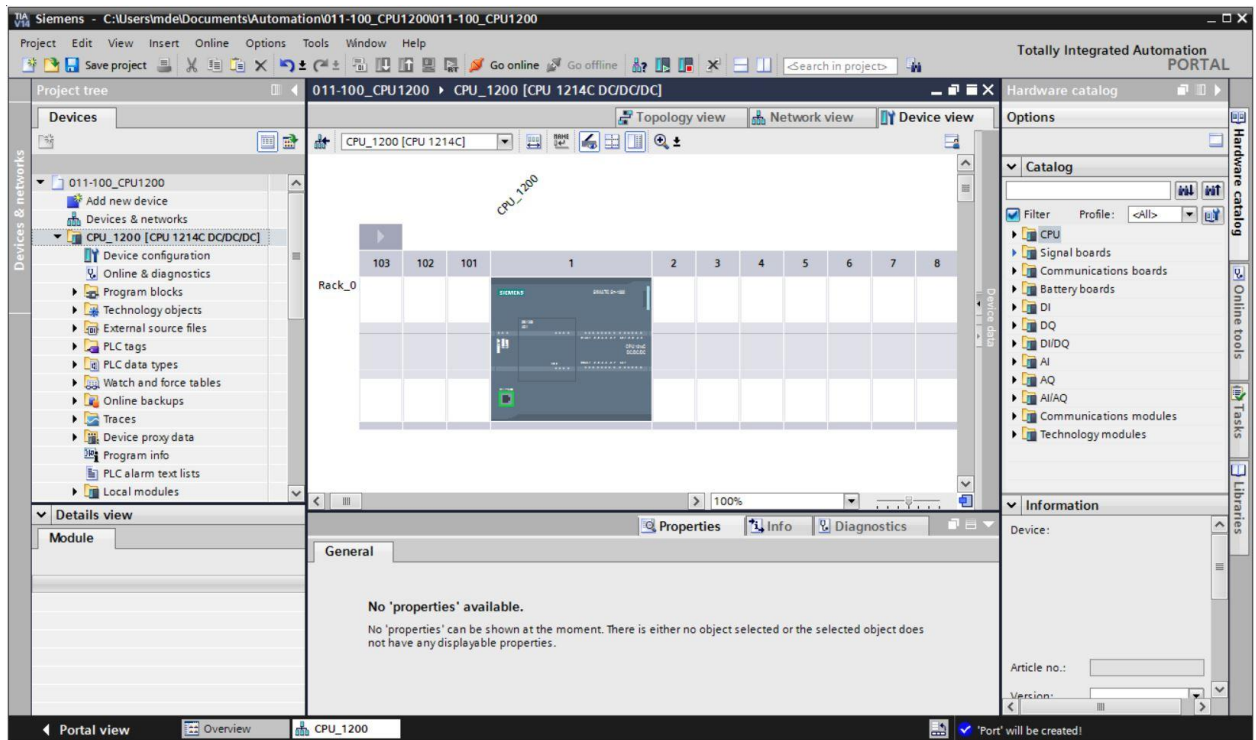 Siemens - C:\Users\mde\Documents\Automation\011-100_CPU1200\011-100_CPU1200
Project Edit View Insert Online Options Tools Window Help
Totally Integrated Automation
PORTAL
Save project
Go online
Go offline
<Search in project>
Project tree
Devices
Devices & networks
011-100_CPU1200
Add new device
Devices & networks
CPU_1200 [CPU 1214C DC/DC/DC]
Device configuration
Online & diagnostics
Program blocks
Technology objects
External source files
PLC tags
PLC data types
Watch and force tables
Online backups
Traces
Device proxy data
Program info
PLC alarm text lists
Local modules
Details view
Module
011-100_CPU1200 CPU_1200 [CPU 1214C DC/DC/DC]
Topology view
Network view
Device view
CPU_1200 [CPU 1214C]
CPU_1200
103 102 101 1 2 3 4 5 6 7 8
Rack_0
SIEMENS
Device data
100%
Properties
Info
Diagnostics
General
No 'properties' available.
No 'properties' can be shown at the moment. There is either no object selected or the selected object does
not have any displayable properties.
Hardware catalog
Options
Catalog
Filter Profile: <All>
CPU
Signal boards
Communications boards
Battery boards
DI
DQ
DI/DQ
AI
AQ
AI/AQ
Communications modules
Technology modules
Information
Device:
Article no.:
Version:
Hardware catalog
Online tools
Tasks
Libraries
Portal view
Overview
CPU_1200
'Port' will be created!